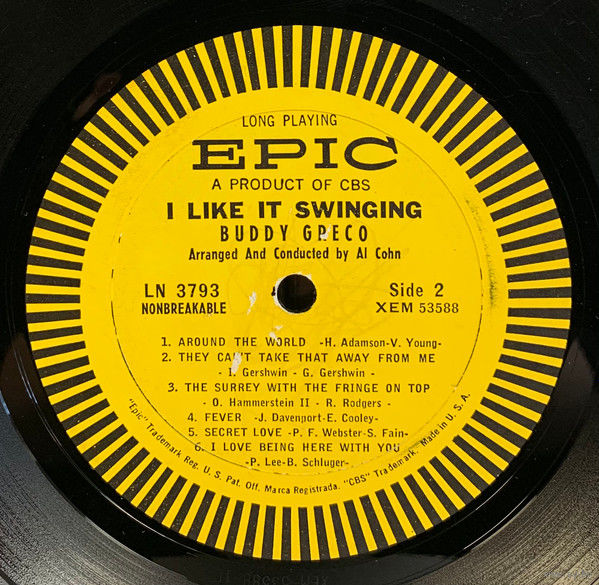 LONG PLAYING
EPIC
A PRODUCT OF CBS
I LIKE IT SWINGING
BUDDY GRECO
Arranged And Conducted by Al Cohn
LN 3793
NONBREAKABLE
Side 2
XEM 53588
1. AROUND THE WORLD -H. Adamson-V. Young-
2. THEY CAN'T TAKE THAT AWAY FROM ME
- I. Gershwin - G. Gershwin -
3. THE SURREY WITH THE FRINGE ON TOP
- O. Hammerstein II - R. Rodgers -
4. FEVER -J. Davenport-E. Cooley-
5. SECRET LOVE -P. F. Webster-S. Fain-
6. I LOVE BEING HERE WITH YOU
-P. Lee-B. Schluger-
"Epic" Trademark Reg. U. S. Pat. Off. Marca Registrada. "CBS" Trademark. Made in U. S. A.